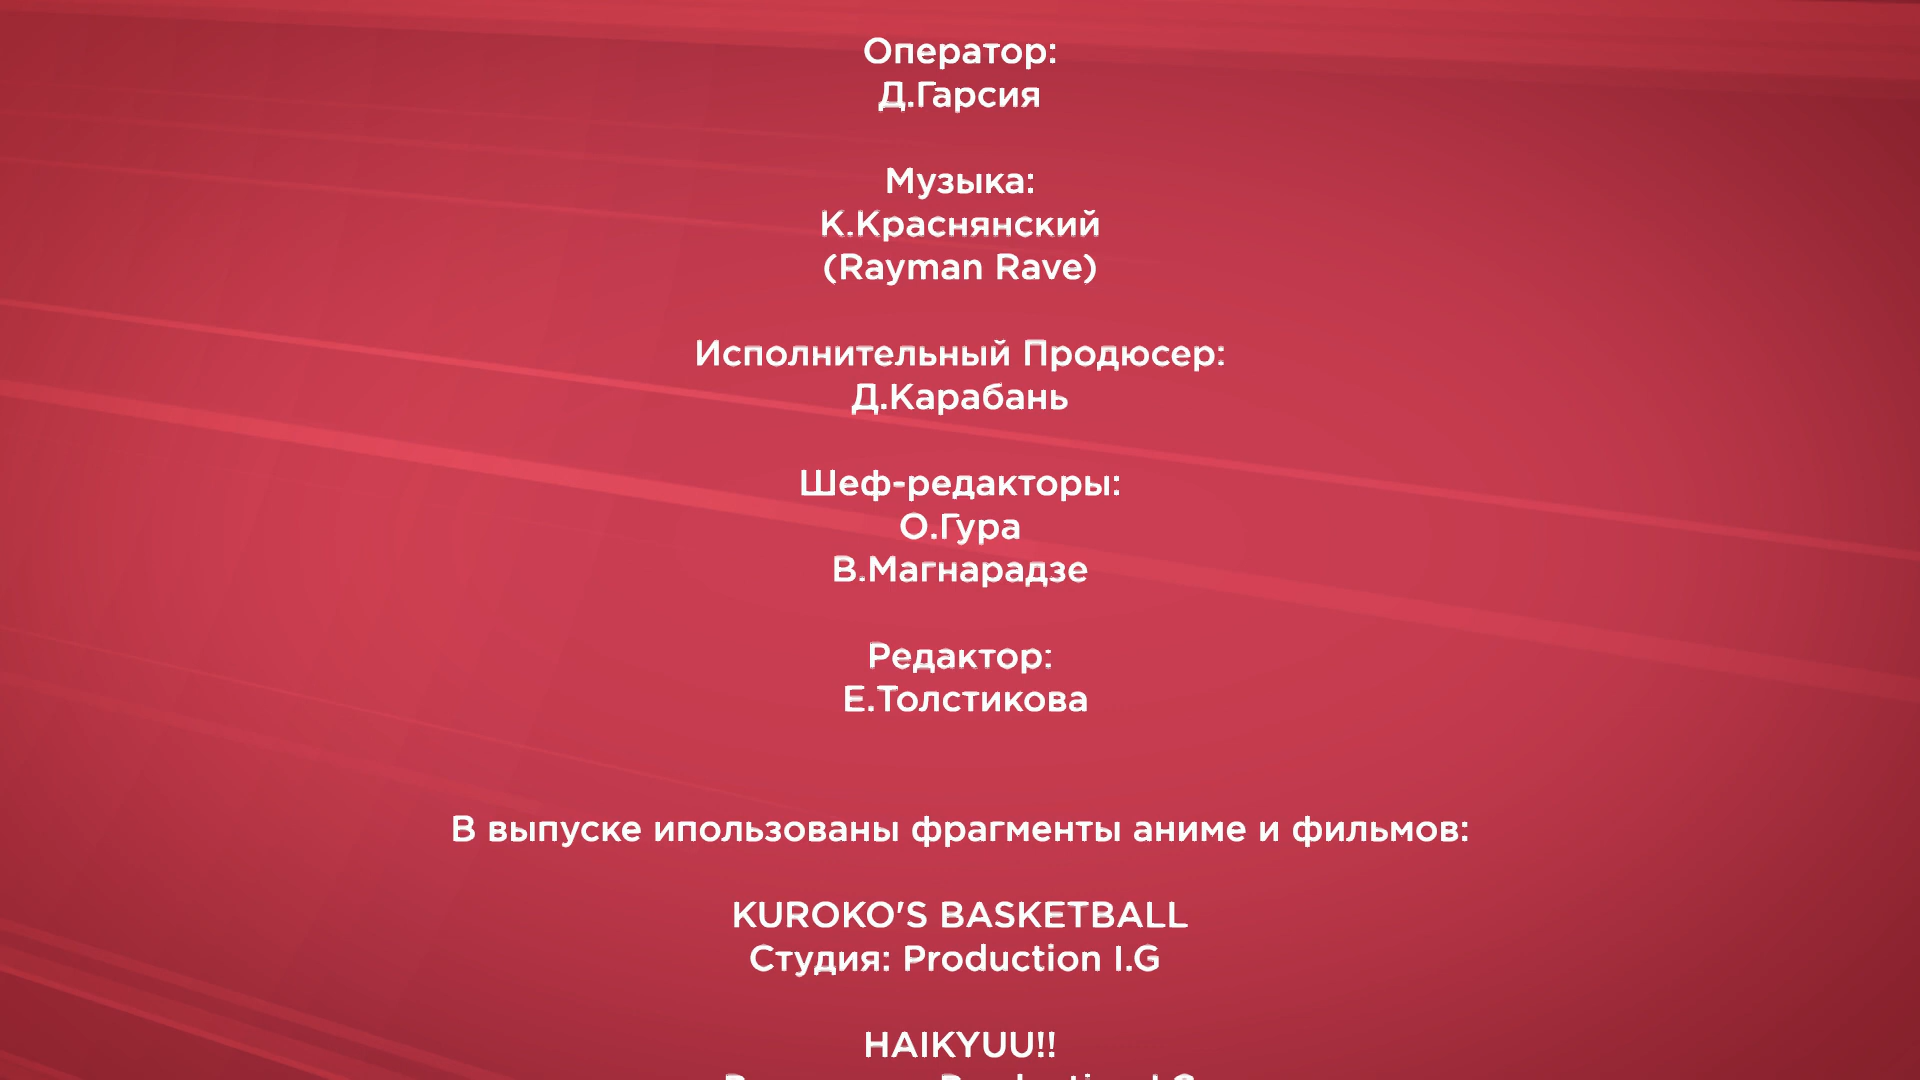 Оператор:
Д.Гарсия
Музыка:
К.Краснянский
(Rayman Rave)
Исполнительный Продюсер:
Д.Карабань
Шеф-редакторы:
О.Гура
В.Магнарадзе
Редактор:
Е.Толстикова
В выпуске ипользованы фрагменты аниме и фильмов:
KUROKO'S BASKETBALL
Студия: Production I.G
HAIKYUU!!